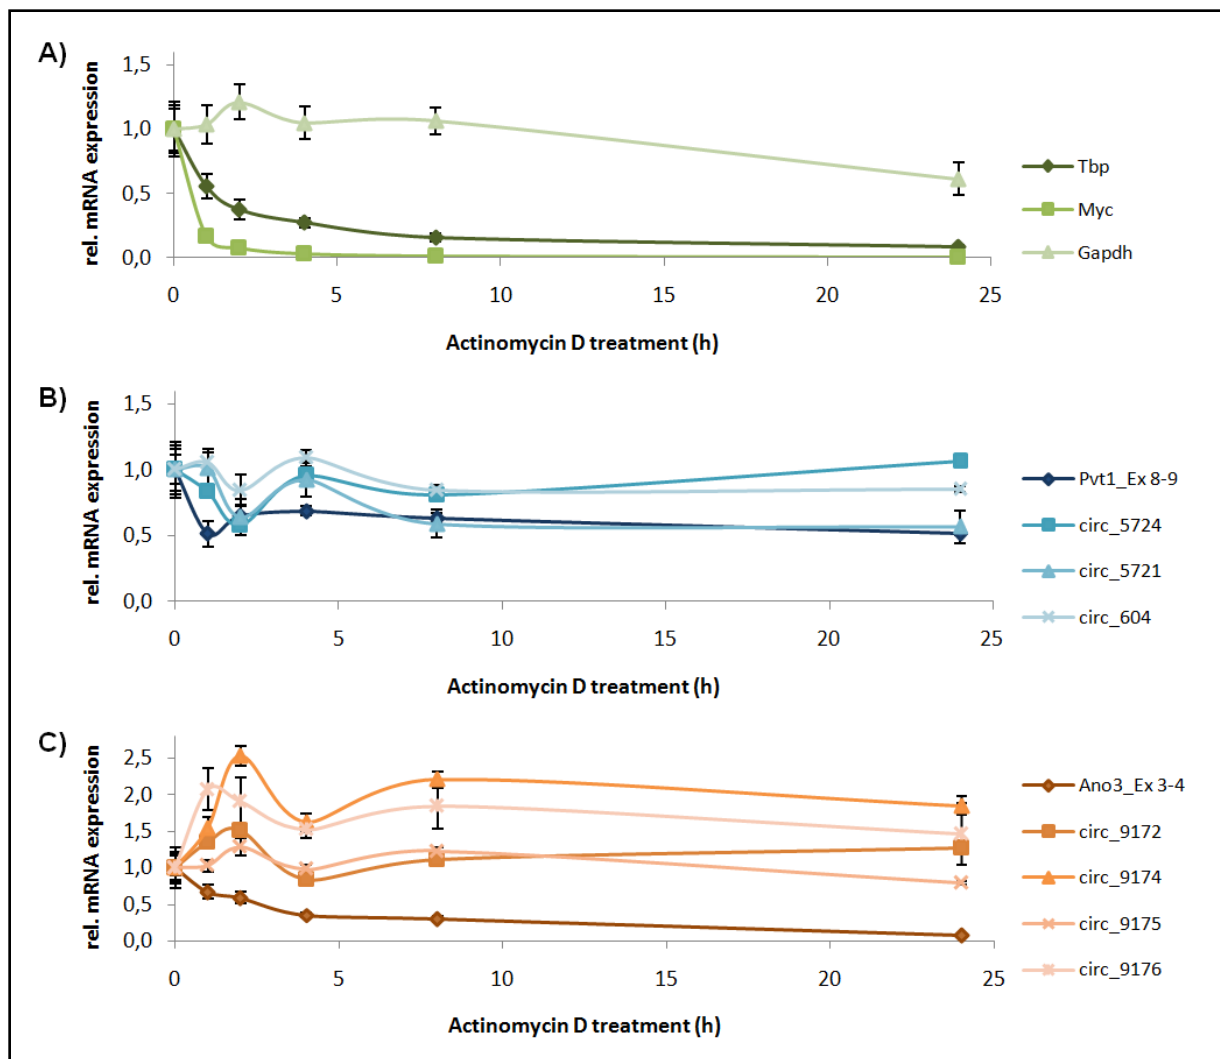 A)
rel. mRNA expression
1,5
1,0
0,5
0,0
0 5 10 15 20 25
Actinomycin D treatment (h)
Tbp
Myc
Gapdh
B)
rel. mRNA expression
1,5
1,0
0,5
0,0
0 5 10 15 20 25
Actinomycin D treatment (h)
Pvt1_Ex 8-9
circ_5724
circ_5721
circ_604
C)
rel. mRNA expression
2,5
2,0
1,5
1,0
0,5
0,0
0 5 10 15 20 25
Actinomycin D treatment (h)
Ano3_Ex 3-4
circ_9172
circ_9174
circ_9175
circ_9176